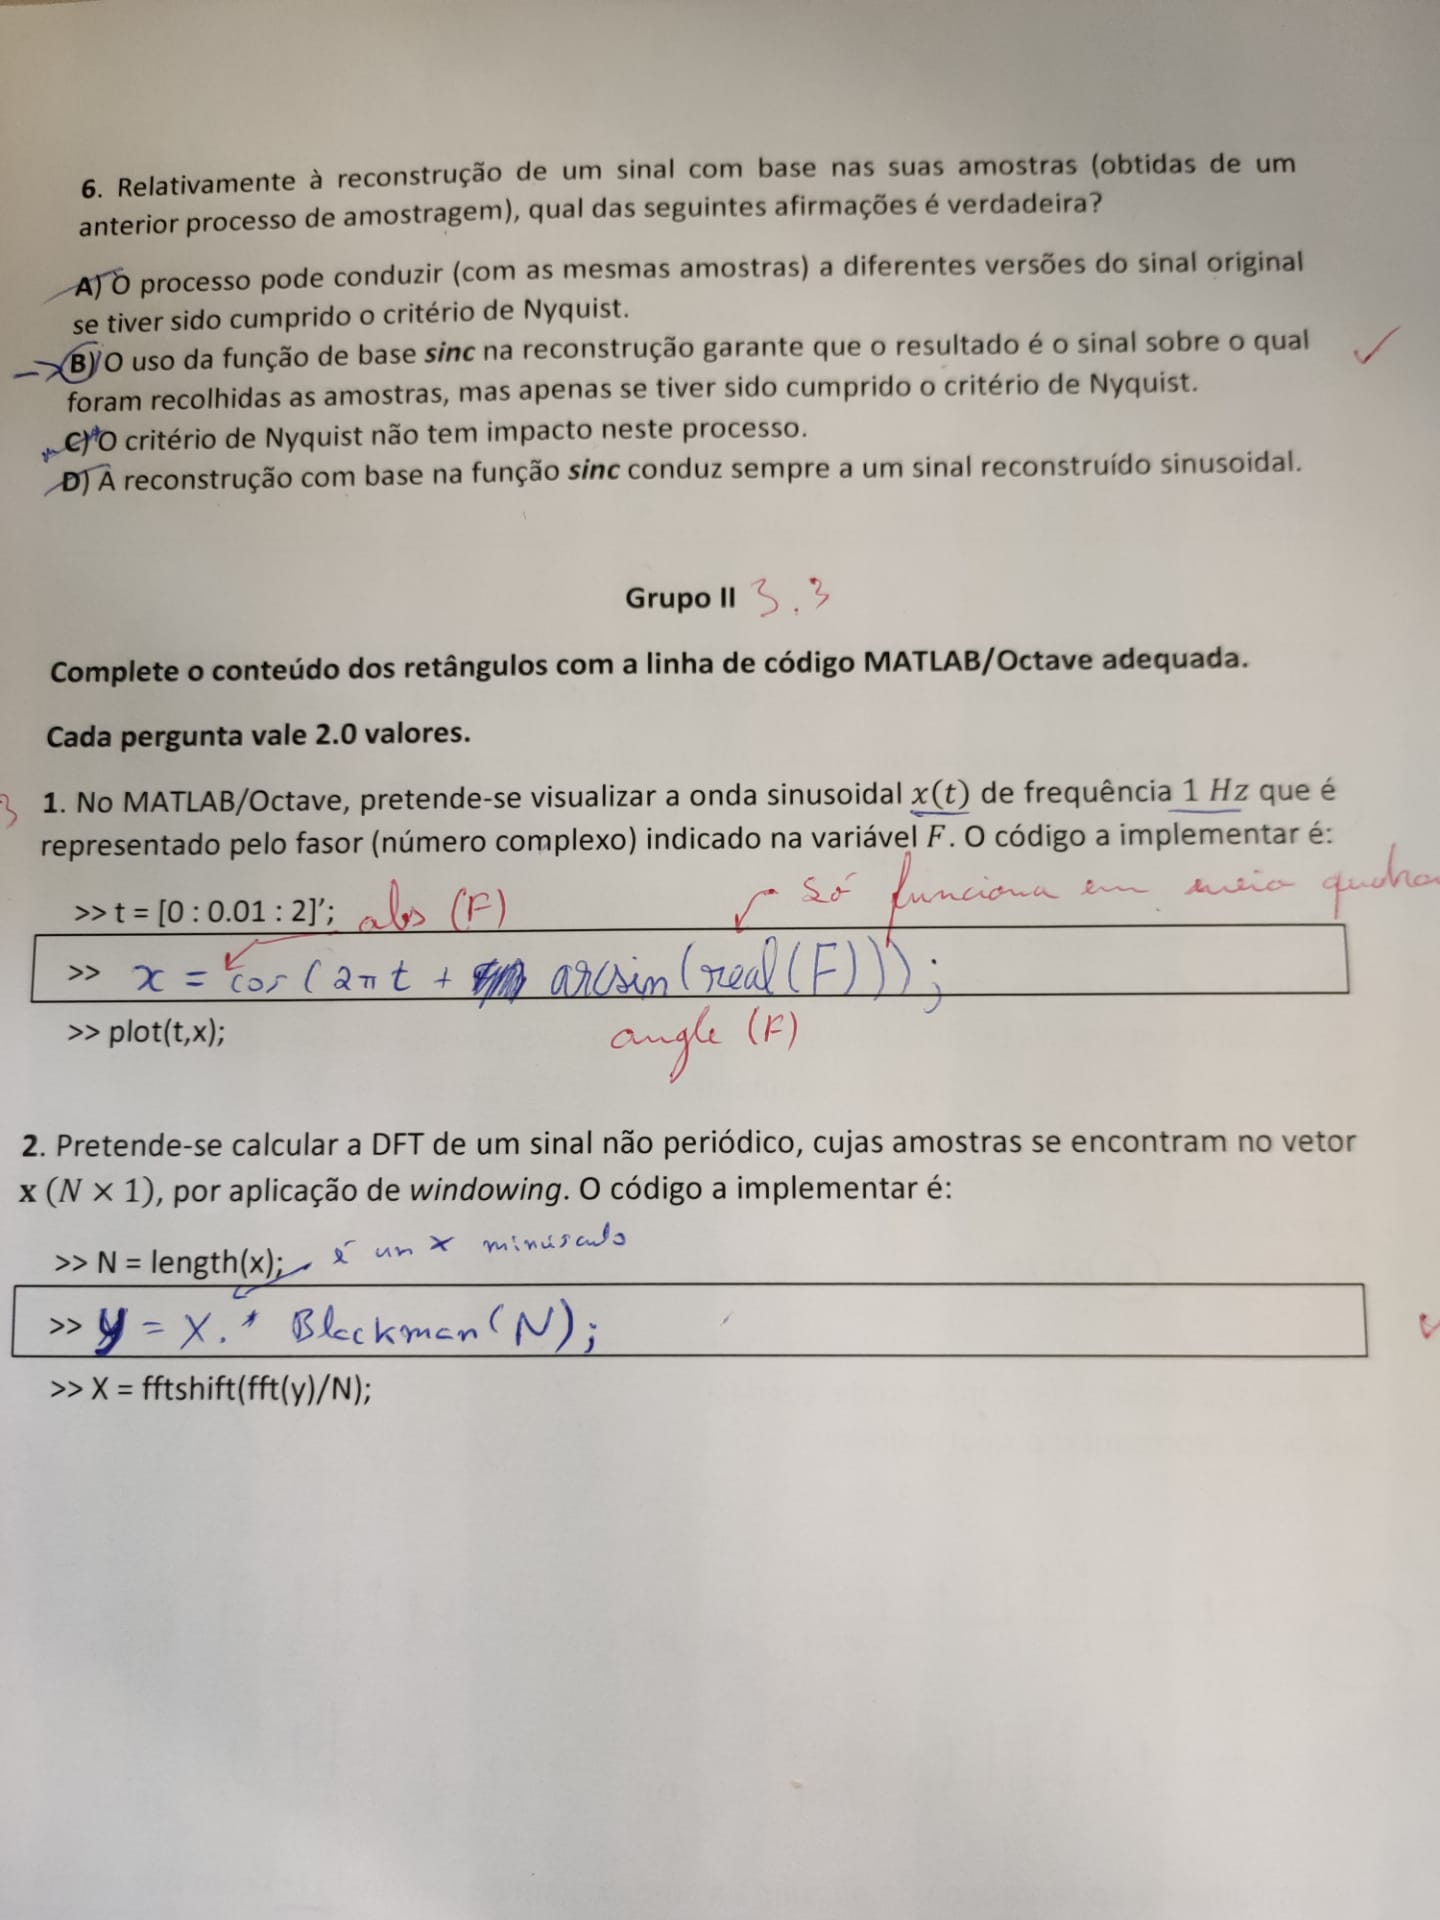 6. Relativamente à reconstrução de um sinal com base nas suas amostras (obtidas de um
anterior processo de amostragem), qual das seguintes afirmações é verdadeira?
A) O processo pode conduzir (com as mesmas amostras) a diferentes versões do sinal original
se tiver sido cumprido o critério de Nyquist.
B) O uso da função de base sinc na reconstrução garante que o resultado é o sinal sobre o qual
foram recolhidas as amostras, mas apenas se tiver sido cumprido o critério de Nyquist.
C) O critério de Nyquist não tem impacto neste processo.
D) A reconstrução com base na função sinc conduz sempre a um sinal reconstruído sinusoidal.
Grupo II 3.3
Complete o conteúdo dos retângulos com a linha de código MATLAB/Octave adequada.
Cada pergunta vale 2.0 valores.
1. No MATLAB/Octave, pretende-se visualizar a onda sinusoidal x(t) de frequência 1 Hz que é
representado pelo fasor (número complexo) indicado na variável F. O código a implementar é:
só funciona em meio
>> t = [0 : 0.01 : 2]'; abs (F)
>> x = cos(2πt + arcsin(real(F)));
>> plot(t,x); angle (F)
2. Pretende-se calcular a DFT de um sinal não periódico, cujas amostras se encontram no vetor
x (N × 1), por aplicação de windowing. O código a implementar é:
>> N = length(x); é um x minúsculo
>> y = x.* Blackman(N);
>> X = fftshift(fft(y)/N);